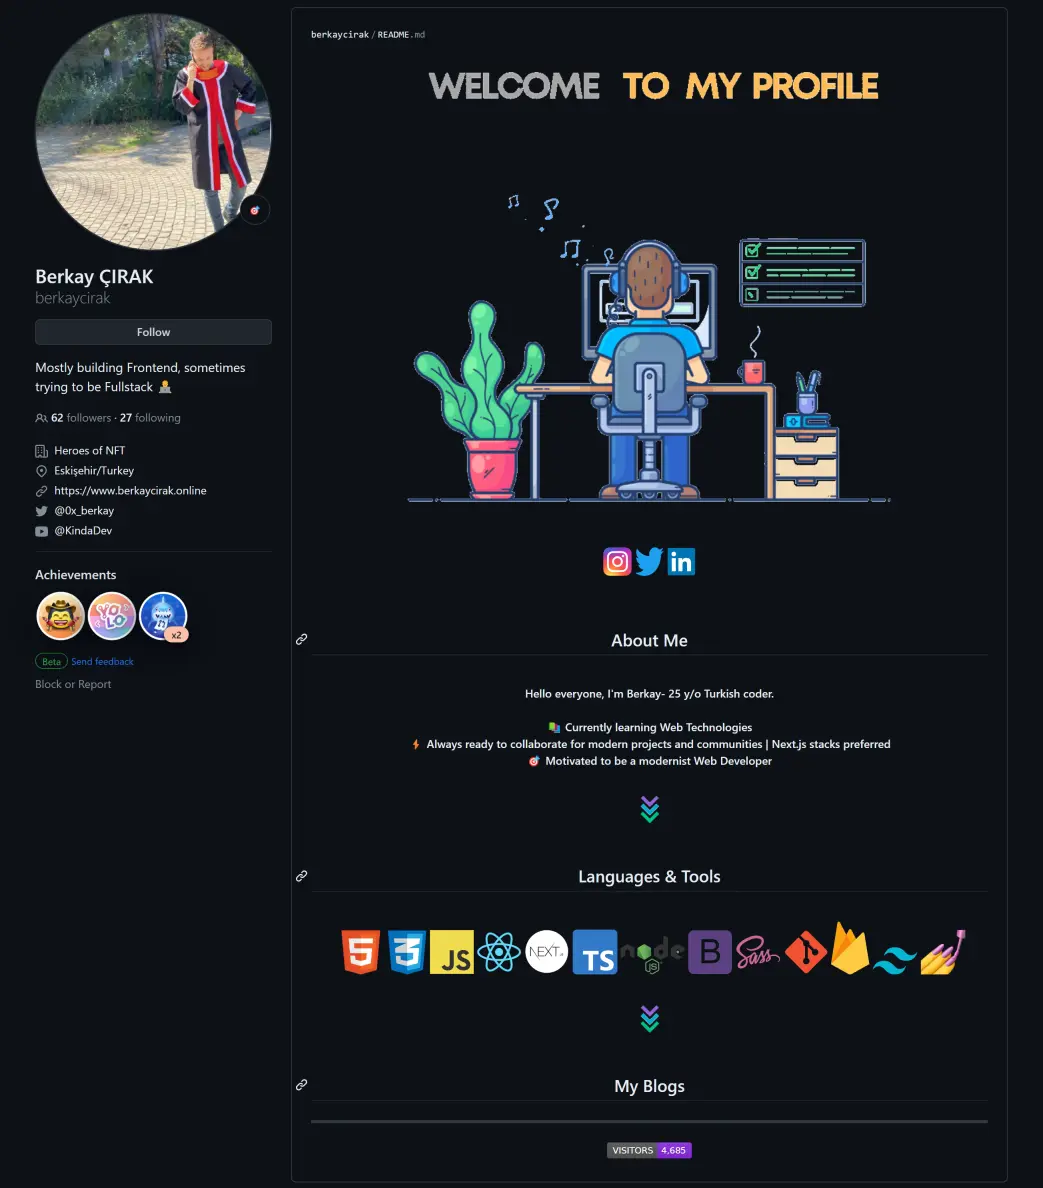 berkaycirak / README.md
WELCOME TO MY PROFILE
Berkay ÇIRAK
berkaycirak
Follow
Mostly building Frontend, sometimes
trying to be Fullstack 👨‍💻
62 followers · 27 following
Heroes of NFT
Eskişehir/Turkey
https://www.berkaycirak.online
@0x_berkay
@KindaDev
Achievements
YOLO
x2
Beta Send feedback
Block or Report
in
About Me
Hello everyone, I'm Berkay- 25 y/o Turkish coder.
Currently learning Web Technologies
⚡ Always ready to collaborate for modern projects and communities | Next.js stacks preferred
🎯 Motivated to be a modernist Web Developer
Languages & Tools
5 3 JS NEXT.JS TS node JS B Sass
My Blogs
VISITORS 4,685